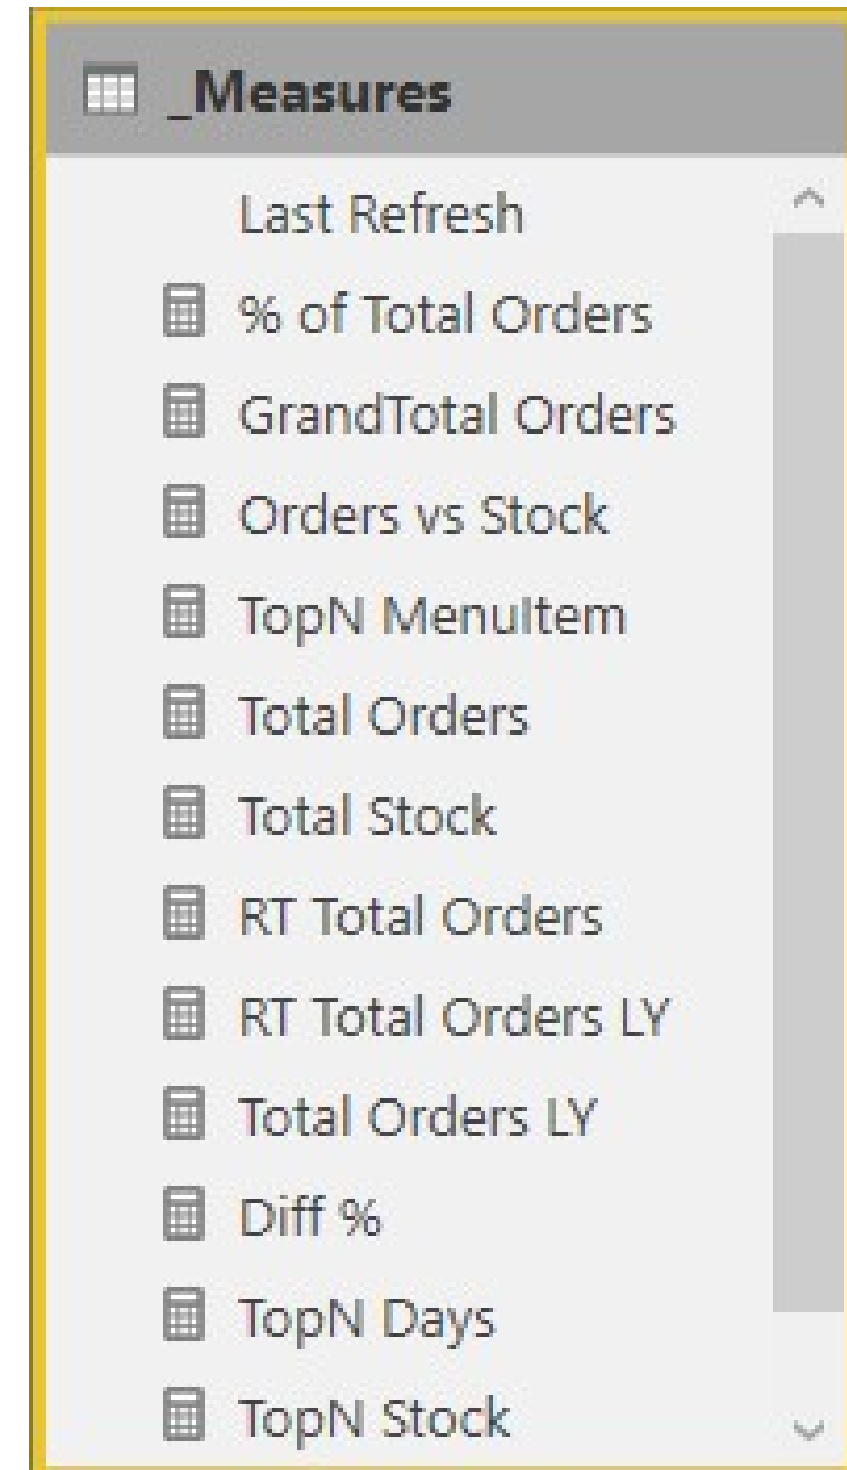 _Measures
Last Refresh
% of Total Orders
GrandTotal Orders
Orders vs Stock
TopN MenuItem
Total Orders
Total Stock
RT Total Orders
RT Total Orders LY
Total Orders LY
Diff %
TopN Days
TopN Stock